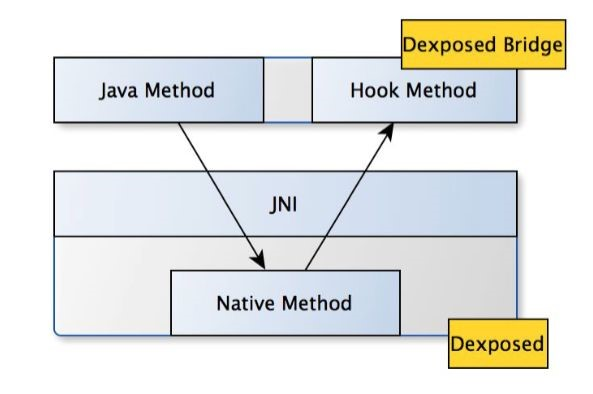 Dexposed Bridge
Java Method
Hook Method
JNI
Native Method
Dexposed